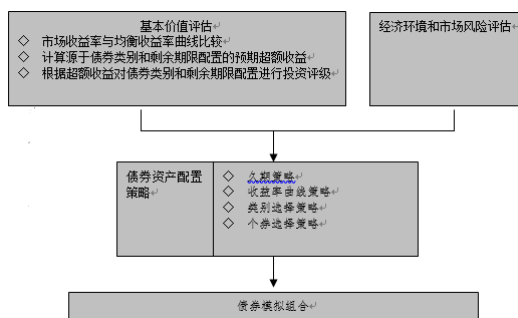 基本价值评估
◇ 市场收益率与均衡收益率曲线比较
◇ 计算源于债券类别和剩余期限配置的预期超额收益
◇ 根据超额收益对债券类别和剩余期限配置进行投资评级
经济环境和市场风险评估
债券资产配置
策略
◇ 久期策略
◇ 收益率曲线策略
◇ 类别选择策略
◇ 个券选择策略
债券模拟组合